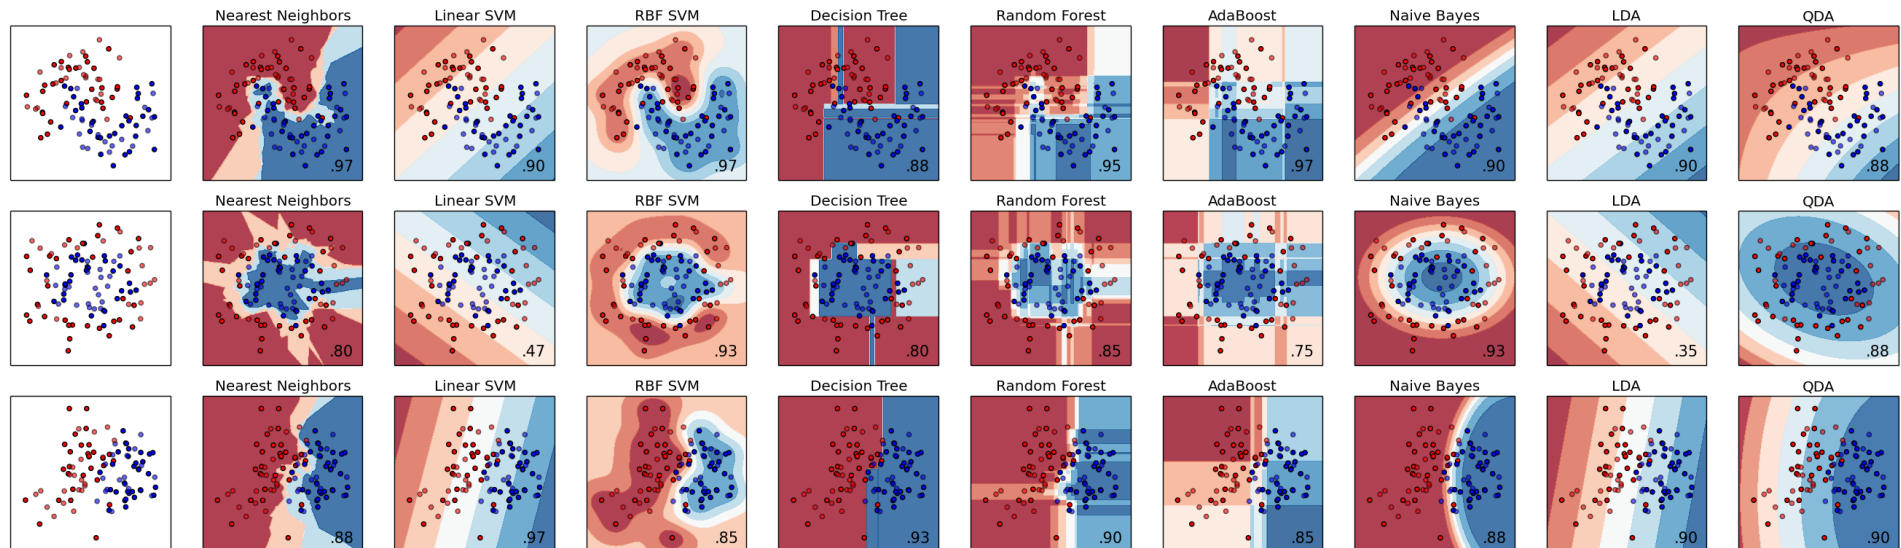 Nearest Neighbors Linear SVM RBF SVM Decision Tree Random Forest AdaBoost Naive Bayes LDA QDA
.97 .90 .97 .88 .95 .97 .90 .90 .88
Nearest Neighbors Linear SVM RBF SVM Decision Tree Random Forest AdaBoost Naive Bayes LDA QDA
.80 .47 .93 .80 .85 .75 .93 .35 .88
Nearest Neighbors Linear SVM RBF SVM Decision Tree Random Forest AdaBoost Naive Bayes LDA QDA
.88 .97 .85 .93 .90 .85 .88 .90 .90